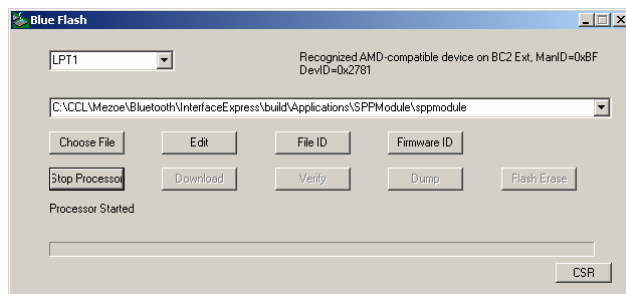 Blue Flash
LPT1
Recognized AMD-compatible device on BC2 Ext, ManID=0xBF
DevID=0x2781
C:\CCL\Mezoe\Bluetooth\InterfaceExpress\build\Applications\SPPModule\sppmodule
Choose File
Edit
File ID
Firmware ID
Stop Processor
Download
Verify
Dump
Flash Erase
Processor Started
CSR